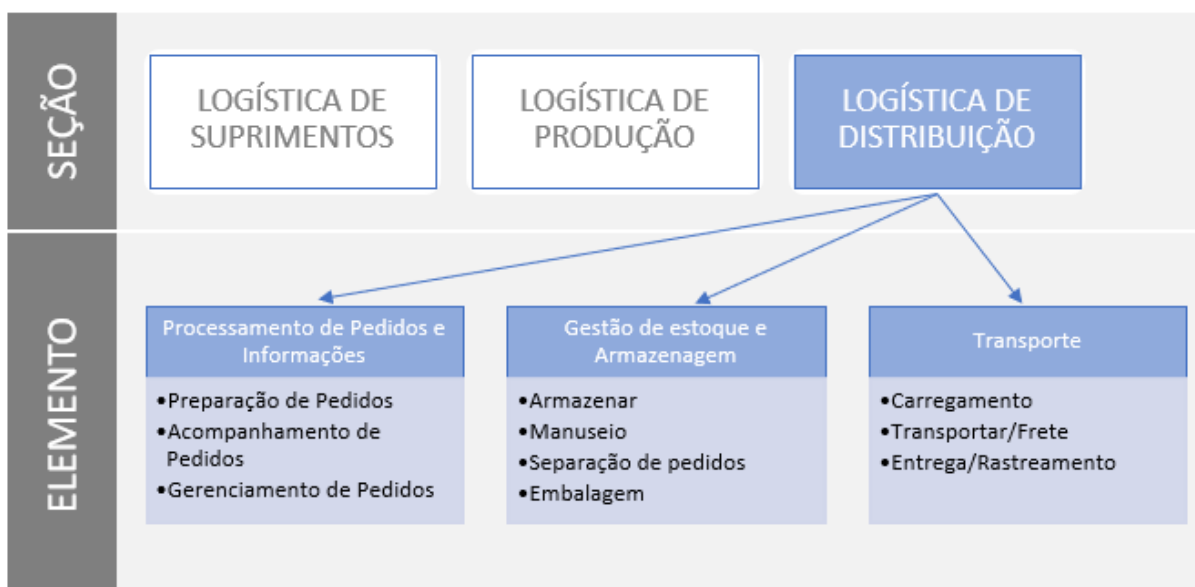 SEÇÃO
LOGÍSTICA DE
SUPRIMENTOS
LOGÍSTICA DE
PRODUÇÃO
LOGÍSTICA DE
DISTRIBUIÇÃO
ELEMENTO
Processamento de Pedidos e
Informações
•Preparação de Pedidos
•Acompanhamento de
Pedidos
•Gerenciamento de Pedidos
Gestão de estoque e
Armazenagem
•Armazenar
•Manuseio
•Separação de pedidos
•Embalagem
Transporte
•Carregamento
•Transportar/Frete
•Entrega/Rastreamento